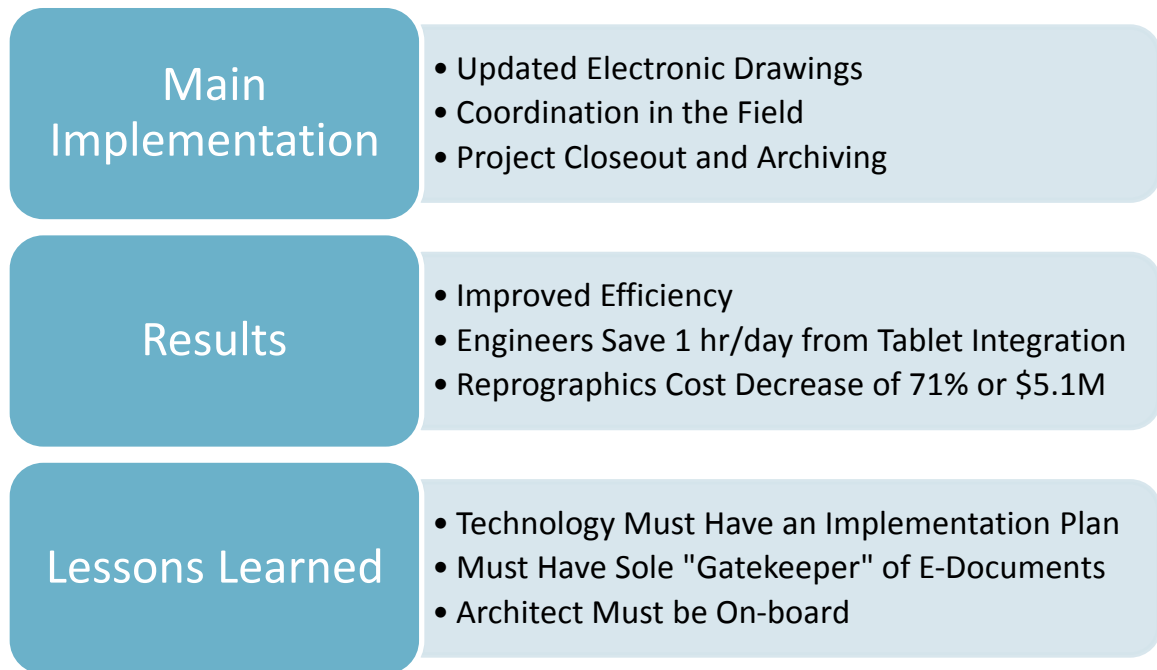 Main
Implementation
• Updated Electronic Drawings
• Coordination in the Field
• Project Closeout and Archiving
Results
• Improved Efficiency
• Engineers Save 1 hr/day from Tablet Integration
• Reprographics Cost Decrease of 71% or $5.1M
Lessons Learned
• Technology Must Have an Implementation Plan
• Must Have Sole "Gatekeeper" of E-Documents
• Architect Must be On-board